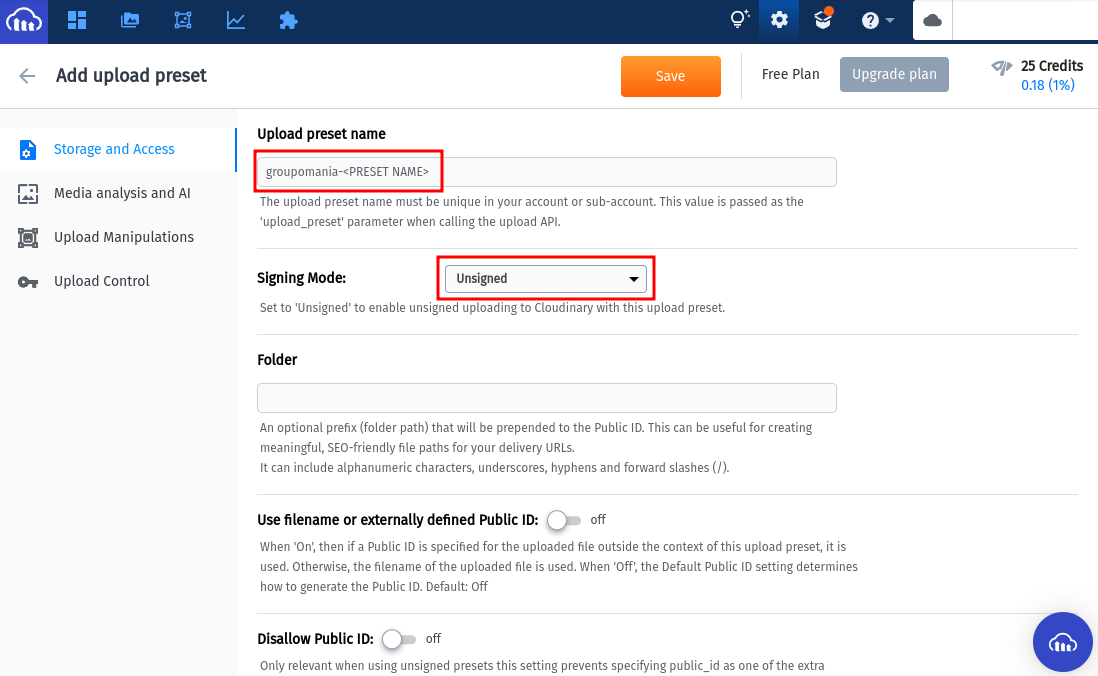 Add upload preset
Save
Free Plan
Upgrade plan
25 Credits
0.18 (1%)
Storage and Access
Media analysis and AI
Upload Manipulations
Upload Control
Upload preset name
groupomania-<PRESET NAME>
The upload preset name must be unique in your account or sub-account. This value is passed as the
'upload_preset' parameter when calling the upload API.
Signing Mode:
Unsigned
Set to 'Unsigned' to enable unsigned uploading to Cloudinary with this upload preset.
Folder
An optional prefix (folder path) that will be prepended to the Public ID. This can be useful for creating
meaningful, SEO-friendly file paths for your delivery URLs.
It can include alphanumeric characters, underscores, hyphens and forward slashes (/).
Use filename or externally defined Public ID:
off
When 'On', then if a Public ID is specified for the uploaded file outside the context of this upload preset, it is
used. Otherwise, the filename of the uploaded file is used. When 'Off', the Default Public ID setting determines
how to generate the Public ID. Default: Off
Disallow Public ID:
off
Only relevant when using unsigned presets this setting prevents specifying public_id as one of the extra